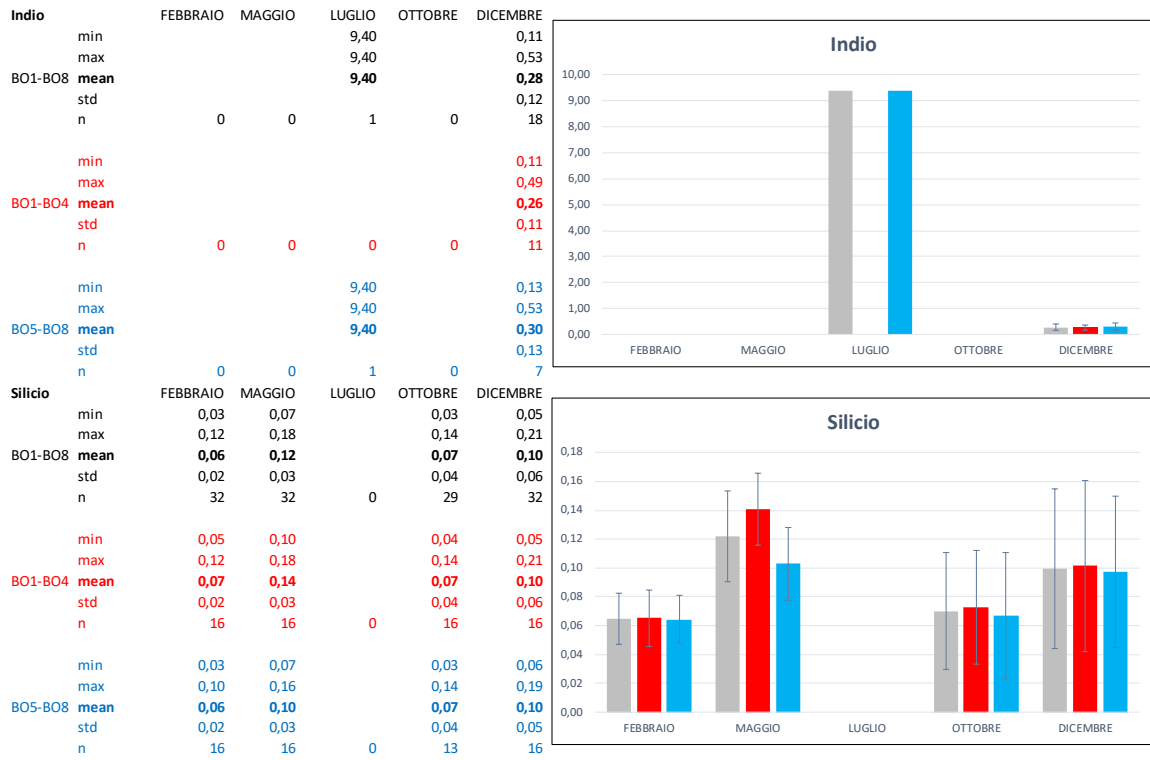 Indio FEBBRAIO MAGGIO LUGLIO OTTOBRE DICEMBRE
min 9,40 0,11
max 9,40 0,53
BO1-BO8 mean 9,40 0,28
std 0,12
n 0 0 1 0 18
min 0,11
max 0,49
BO1-BO4 mean 0,26
std 0,11
n 0 0 0 0 11
min 9,40 0,13
max 9,40 0,53
BO5-BO8 mean 9,40 0,30
std 0,13
n 0 0 1 0 7
Indio
10,00
9,00
8,00
7,00
6,00
5,00
4,00
3,00
2,00
1,00
0,00
FEBBRAIO MAGGIO LUGLIO OTTOBRE DICEMBRE
Silicio FEBBRAIO MAGGIO LUGLIO OTTOBRE DICEMBRE
min 0,03 0,07 0,03 0,05
max 0,12 0,18 0,14 0,21
BO1-BO8 mean 0,06 0,12 0,07 0,10
std 0,02 0,03 0,04 0,06
n 32 32 0 29 32
min 0,05 0,10 0,04 0,05
max 0,12 0,18 0,14 0,21
BO1-BO4 mean 0,07 0,14 0,07 0,10
std 0,02 0,03 0,04 0,06
n 16 16 0 16 16
min 0,03 0,07 0,03 0,06
max 0,10 0,16 0,14 0,19
BO5-BO8 mean 0,06 0,10 0,07 0,10
std 0,02 0,03 0,04 0,05
n 16 16 0 13 16
Silicio
0,18
0,16
0,14
0,12
0,10
0,08
0,06
0,04
0,02
0,00
FEBBRAIO MAGGIO LUGLIO OTTOBRE DICEMBRE